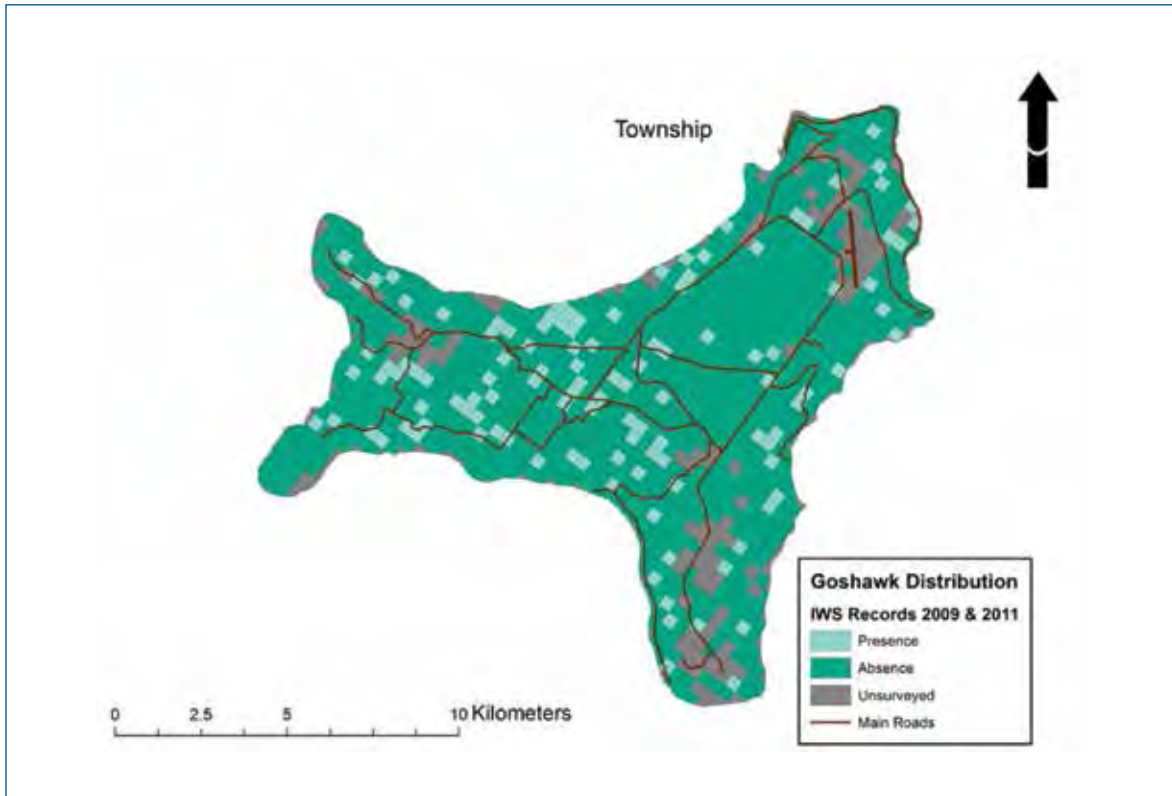 Township
Goshawk Distribution
IWS Records 2009 & 2011
Presence
Absence
Unsurveyed
Main Roads
0 2.5 5 10 Kilometers